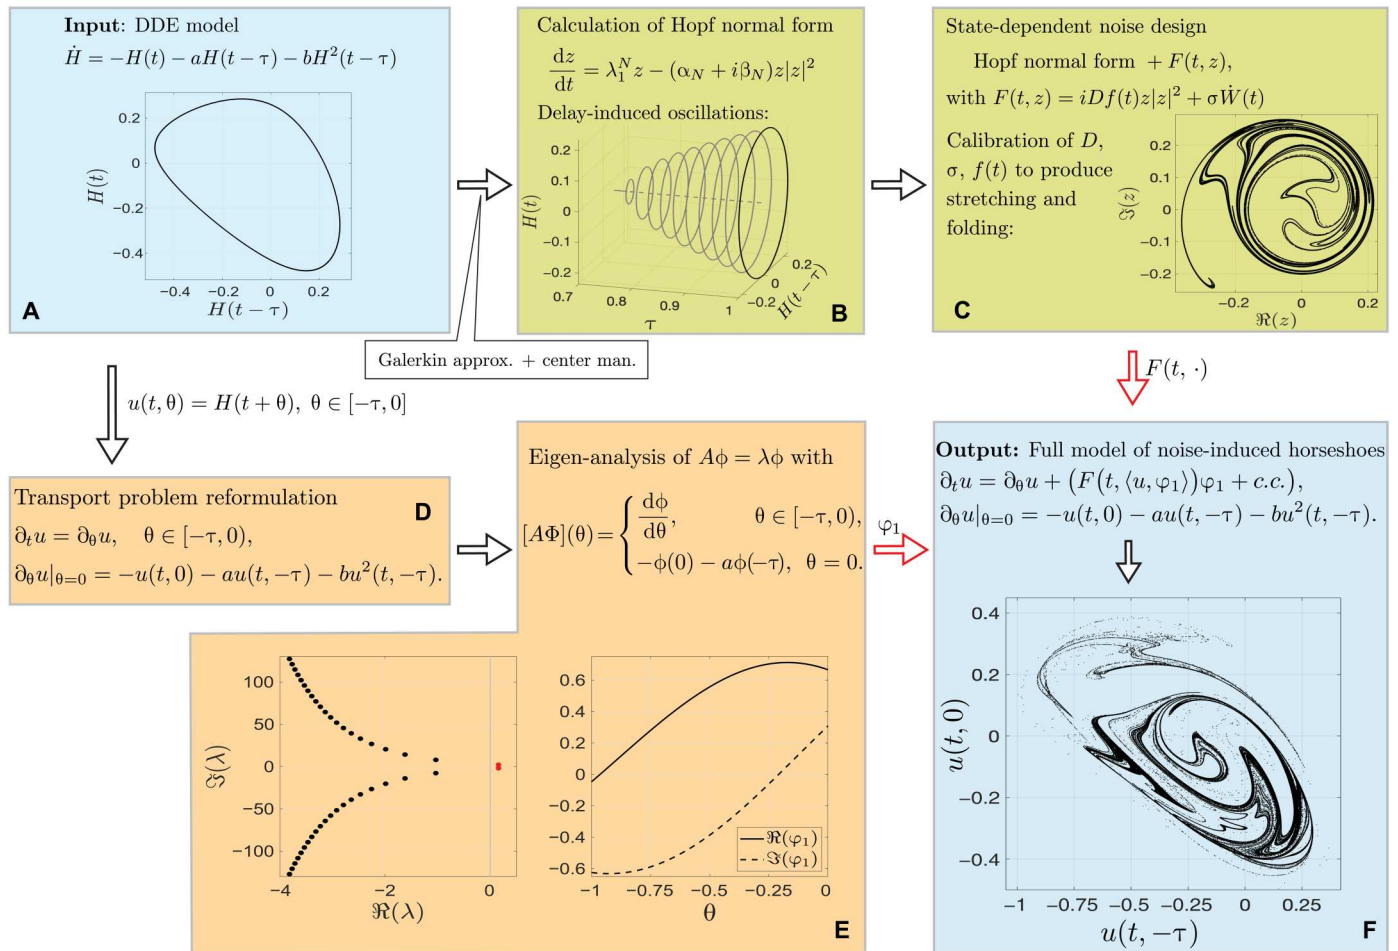 Input: DDE model
Ḣ = −H(t) − aH(t − τ) − bH²(t − τ)
0.2
0
−0.2
−0.4
H(t)
−0.4 −0.2 0 0.2
H(t − τ)
A
Calculation of Hopf normal form
dz/dt = λ₁ᴺ z − (α_N + iβ_N)z|z|²
Delay-induced oscillations:
0.2
0.1
0
−0.1
−0.2
H(t)
0.7 0.8 0.9 1
τ
−0.2 0 0.2
H(t−τ)
B
State-dependent noise design
Hopf normal form + F(t, z),
with F(t, z) = iDf(t)z|z|² + σẆ(t)
Calibration of D,
σ, f(t) to produce
stretching and
folding:
0.2
0.1
0
−0.1
−0.2
ℑ(z)
−0.2 0 0.2
ℜ(z)
C
Galerkin approx. + center man.
u(t, θ) = H(t + θ), θ ∈ [−τ, 0]
F(t, ·)
Transport problem reformulation
D
∂ₜu = ∂_θu, θ ∈ [−τ, 0),
∂_θu|_θ=0 = −u(t, 0) − au(t, −τ) − bu²(t, −τ).
Eigen-analysis of Aϕ = λϕ with
[AΦ](θ) = { dϕ/dθ, θ ∈ [−τ, 0),
−ϕ(0) − aϕ(−τ), θ = 0.
φ₁
100
50
0
−50
−100
ℑ(λ)
−4 −2 0
ℜ(λ)
0.6
0.4
0.2
0
−0.2
−0.4
−0.6
ℜ(φ₁)
ℑ(φ₁)
−1 −0.75 −0.5 −0.25 0
θ
E
Output: Full model of noise-induced horseshoes
∂ₜu = ∂_θu + (F(t, ⟨u, φ₁⟩)φ₁ + c.c.),
∂_θu|_θ=0 = −u(t, 0) − au(t, −τ) − bu²(t, −τ).
0.4
0.2
0
−0.2
−0.4
u(t, 0)
−1 −0.75 −0.5 −0.25 0 0.25
u(t, −τ)
F